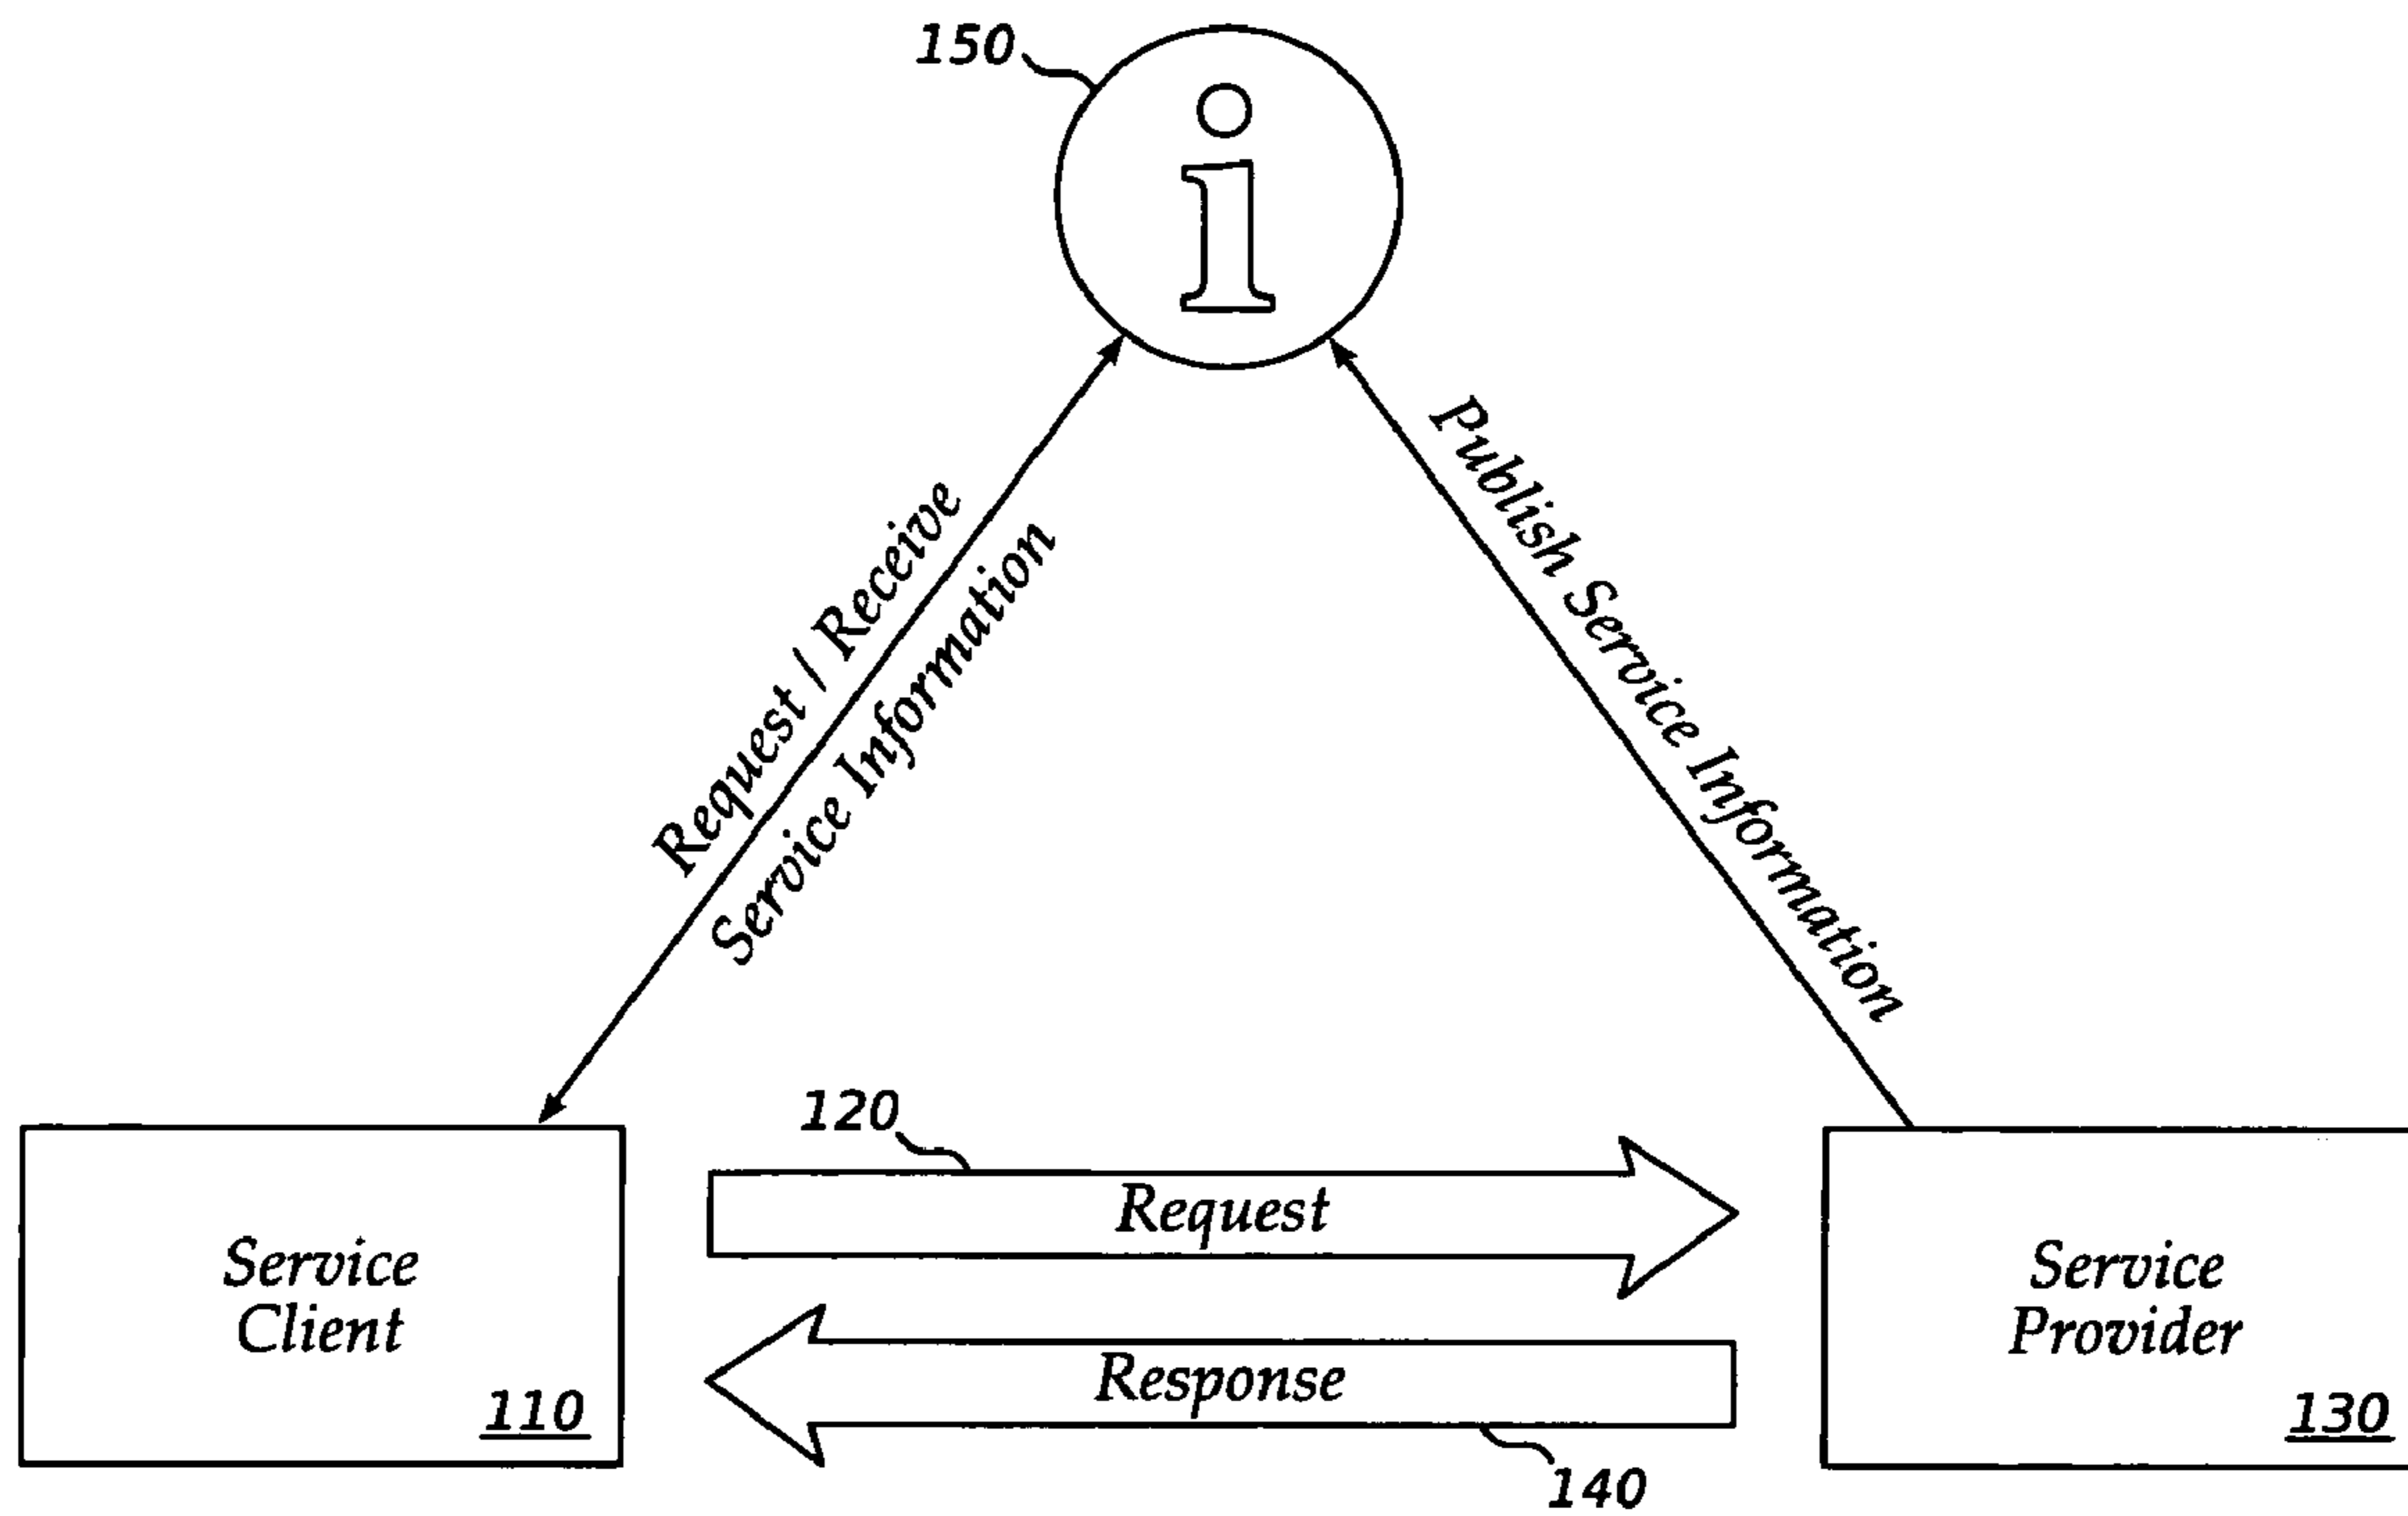 150
i
Request / Receive
Service Information
Publish Service Information
120
Request
Service
Client
110
Response
140
Service
Provider
130